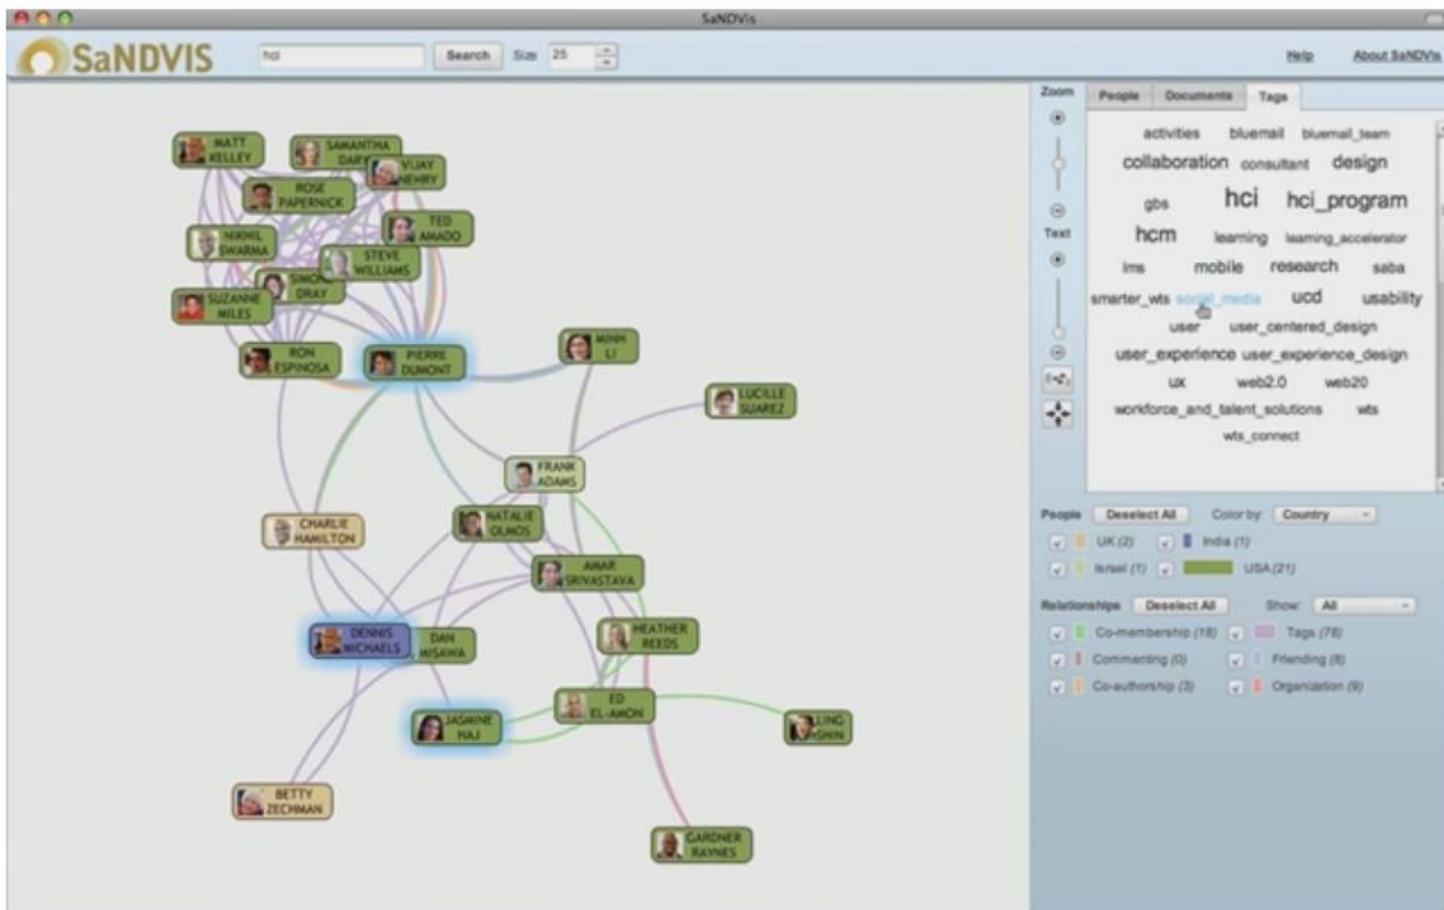 SaNDVis
SaNDVIS
hci
Search
Size
25
Help
About SaNDVis
MATT
KELLEY
SAMANTHA
DARY
VIJAY
NEHRY
ROSE
PAPERNICK
TED
AMADO
NIKHIL
SWARMA
STEVE
WILLIAMS
DRAY
SUZANNE
MILES
RON
ESPINOSA
PIERRE
DUMONT
MINH
LI
LUCILLE
SUAREZ
FRANK
ADAMS
NATALIE
OLMOS
CHARLIE
HAMILTON
AMAR
SRIVASTAVA
DENNIS
MICHAELS
DAN
MISAWA
HEATHER
REEDS
ED
EL-AMON
JASMINE
HAJ
LING
SHIN
BETTY
ZECHMAN
GARDNER
RAYNES
Zoom
Text
People Documents Tags
activities bluemail bluemail_team
collaboration consultant design
gbs hci hci_program
hcm learning learning_accelerator
lms mobile research saba
smarter_wts social_media ucd usability
user user_centered_design
user_experience user_experience_design
ux web2.0 web20
workforce_and_talent_solutions wts
wts_connect
People Deselect All Color by: Country
UK (2) India (1)
Israel (1) USA (21)
Relationships Deselect All Show: All
Co-membership (18) Tags (78)
Commenting (0) Friending (8)
Co-authorship (3) Organization (9)